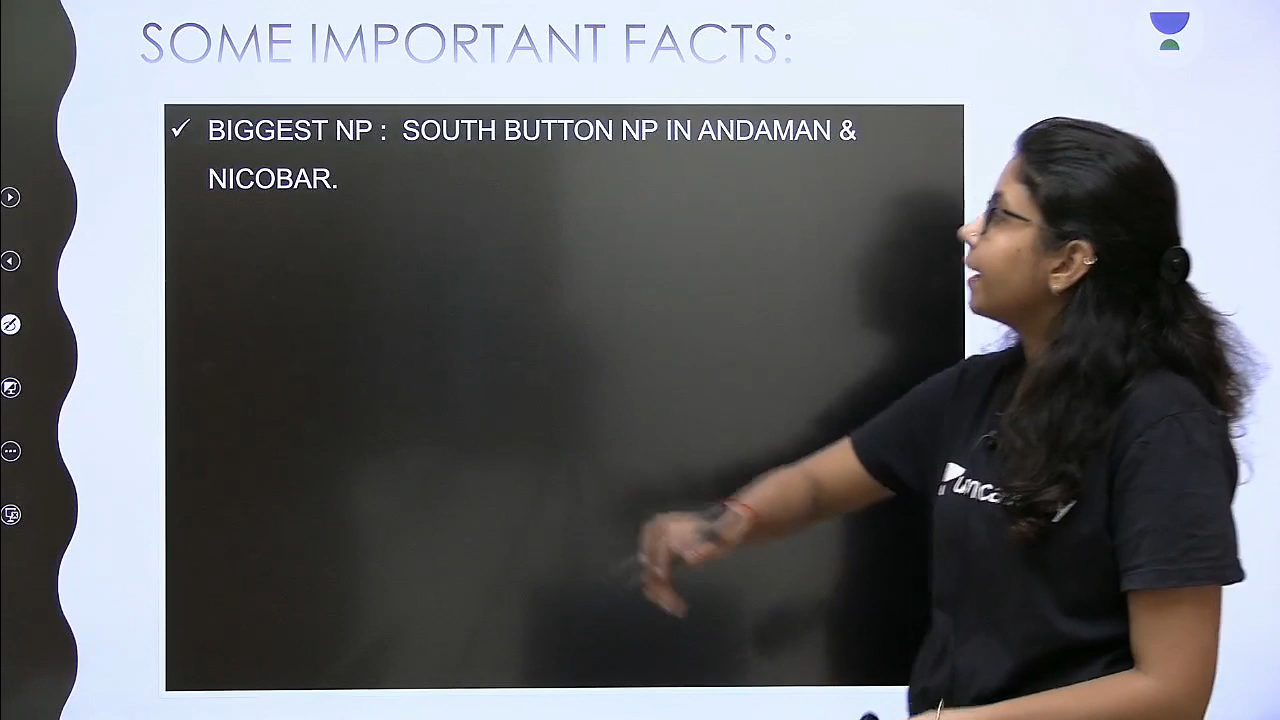 SOME IMPORTANT FACTS:
✓ BIGGEST NP : SOUTH BUTTON NP IN ANDAMAN &
NICOBAR.